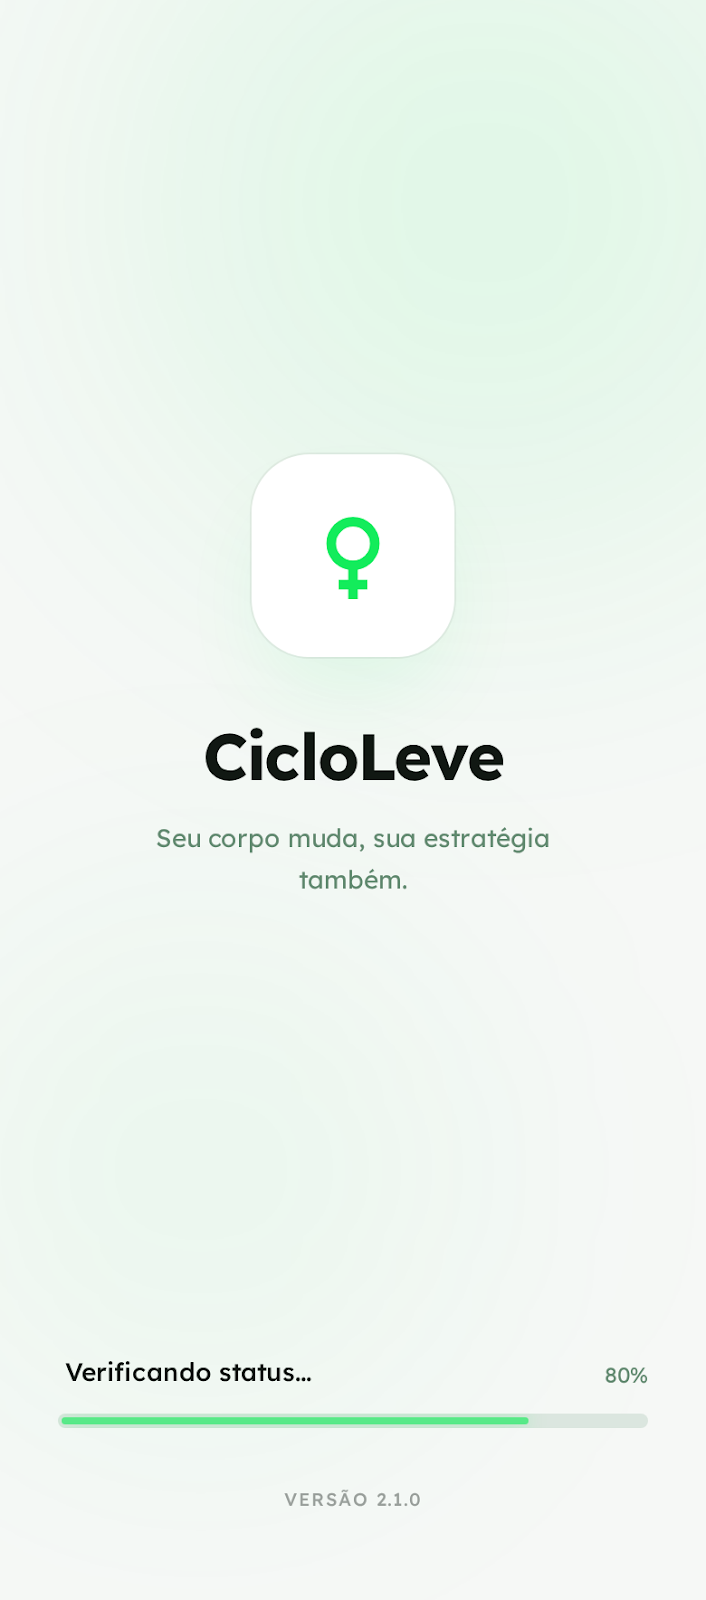 CicloLeve
Seu corpo muda, sua estratégia
também.
Verificando status...
80%
VERSÃO 2.1.0